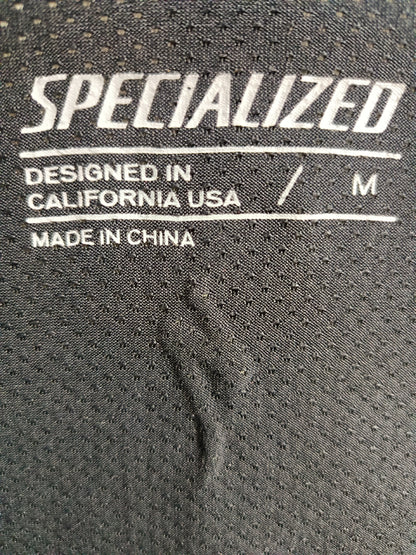 SPECIALIZED
DESIGNED IN
CALIFORNIA USA / M
MADE IN CHINA